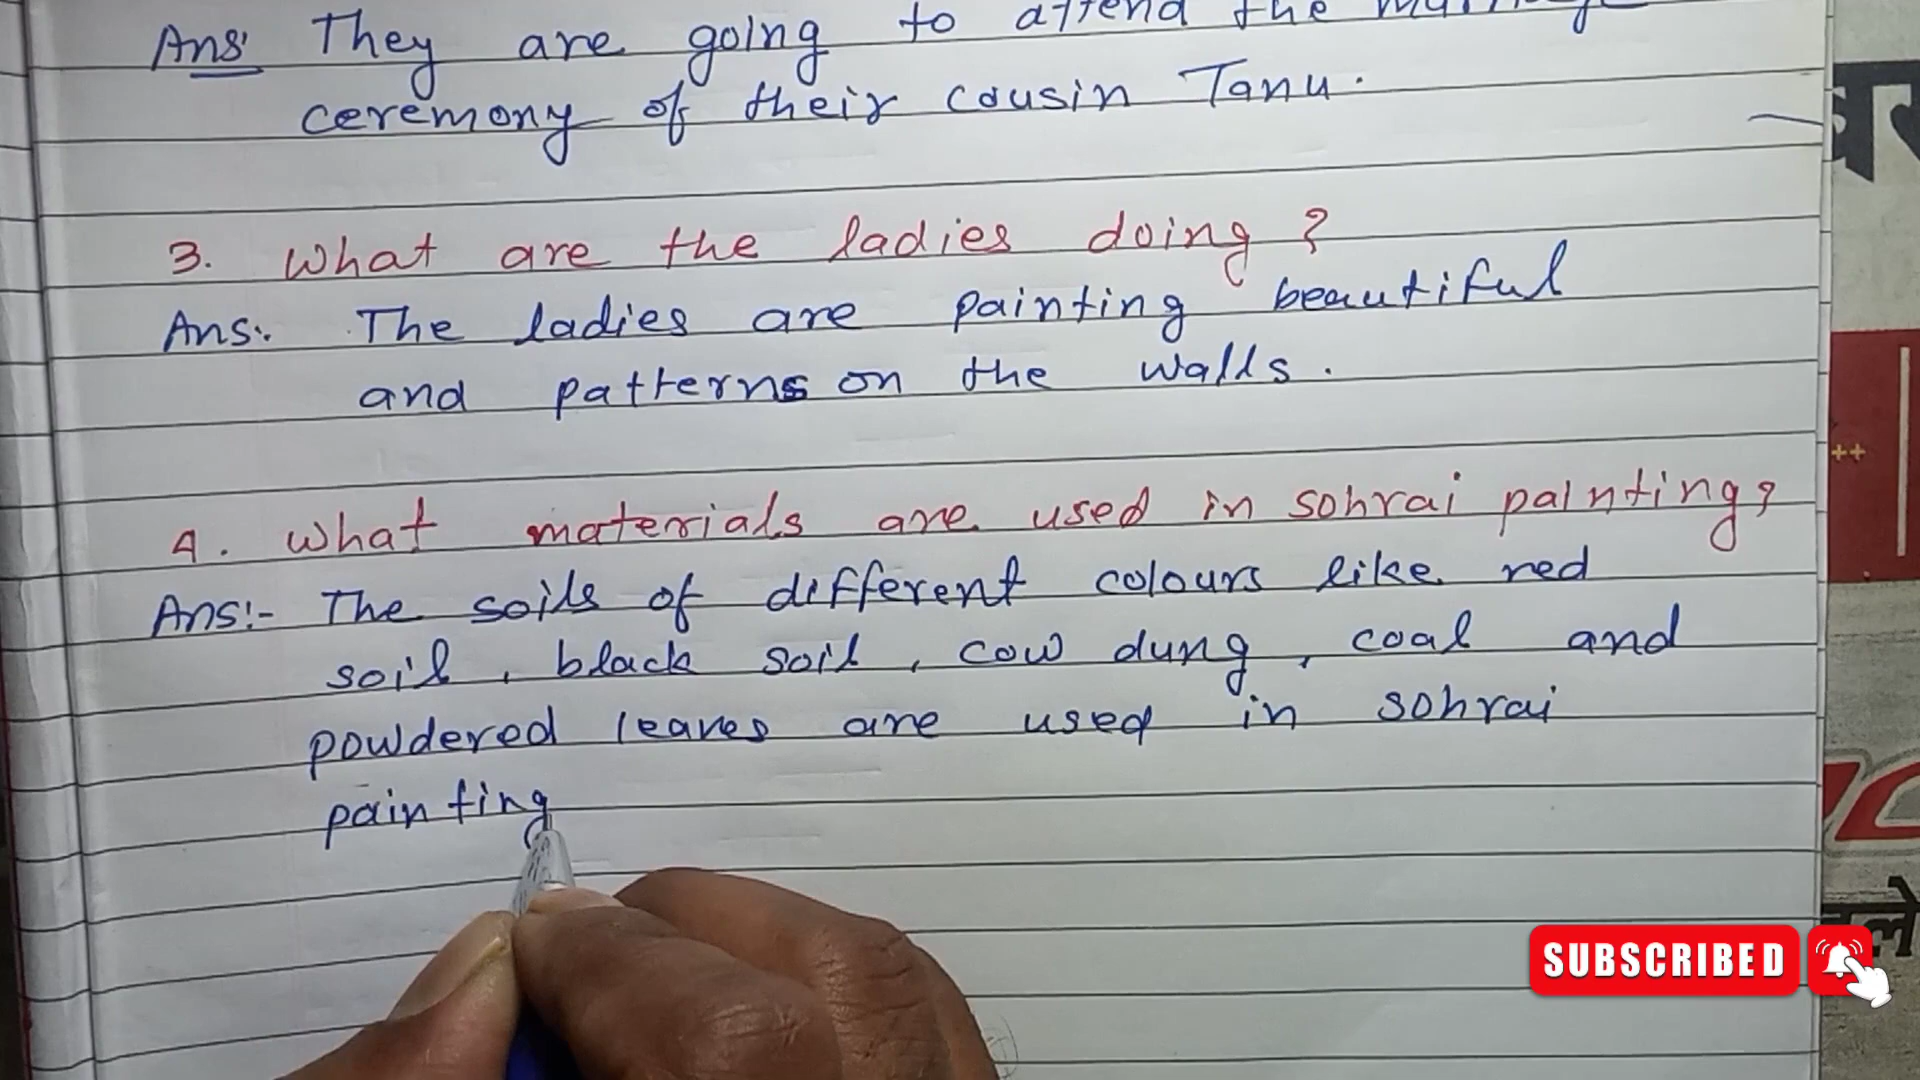 Ans: They are going to attend the
ceremony of their cousin Tanu.
3. What are the ladies doing ?
Ans:. The ladies are painting beautiful
and patterns on the walls.
4. What materials are used in sohrai painting?
Ans:- The soils of different colours like red
soil, black soil, cow dung, coal and
powdered leaves are used in sohrai
painting
SUBSCRIBED